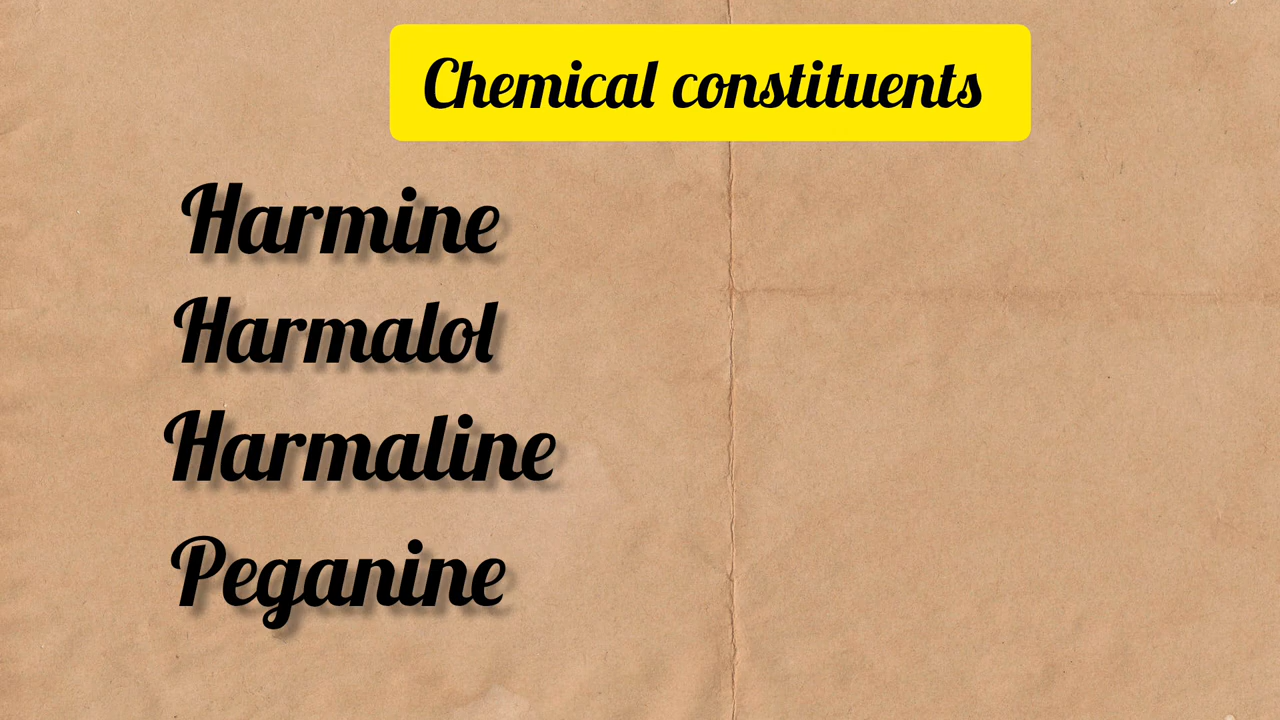 Chemical constituents
Harmine
Harmalol
Harmaline
Peganine